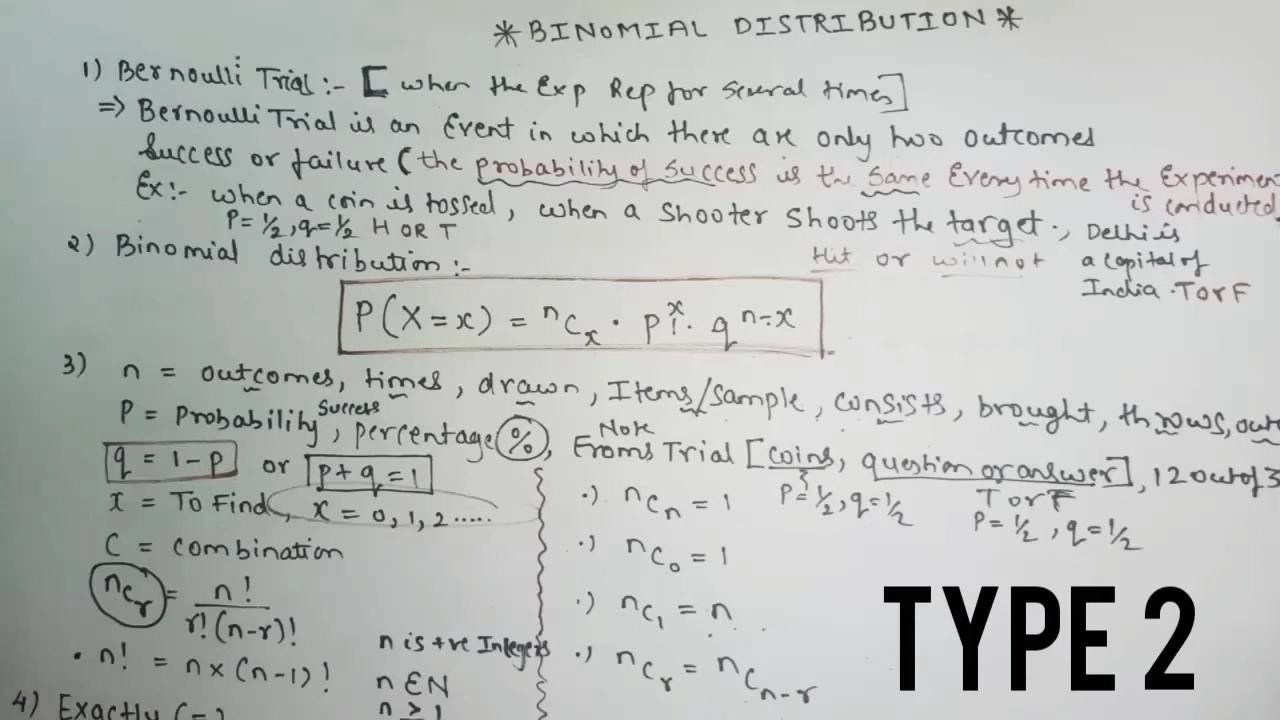 * BINOMIAL DISTRIBUTION *
1) Bernoulli Trial :- [ when the Exp Rep for several times]
=> Bernoulli Trial is an Event in which there are only two outcomes
Success or failure ( the probability of success is the same Every time the Experiment
is conducted
Ex :- when a coin is tossed, when a shooter shoots the target.,
P = 1/2, q = 1/2 H OR T
Hit or will not
Delhi is
a capital of
India . T or F
2) Binomial distribution :-
P(X=x) = ⁿCₓ . pˣ . qⁿ⁻ˣ
3) n = outcomes, times, drawn, Items/sample, consists, brought, throws, out
P = Probability Success, percentage (%),
Note
From Trial [coins, question or answer], 12 out of 3
P = 1/2, q = 1/2
T or F
P = 1/2, q = 1/2
q = 1 - p or p + q = 1
x = To Find, x = 0, 1, 2 .....
C = combination
ⁿCᵣ = n! / r!(n-r)!
. n! = n x (n-1)!
n is +ve Integers
n ∈ N
n ≥ 1
.) ⁿCₙ = 1
.) ⁿC₀ = 1
.) ⁿC₁ = n
.) ⁿCᵣ = ⁿCₙ₋ᵣ
4) Exactly (=)
TYPE 2